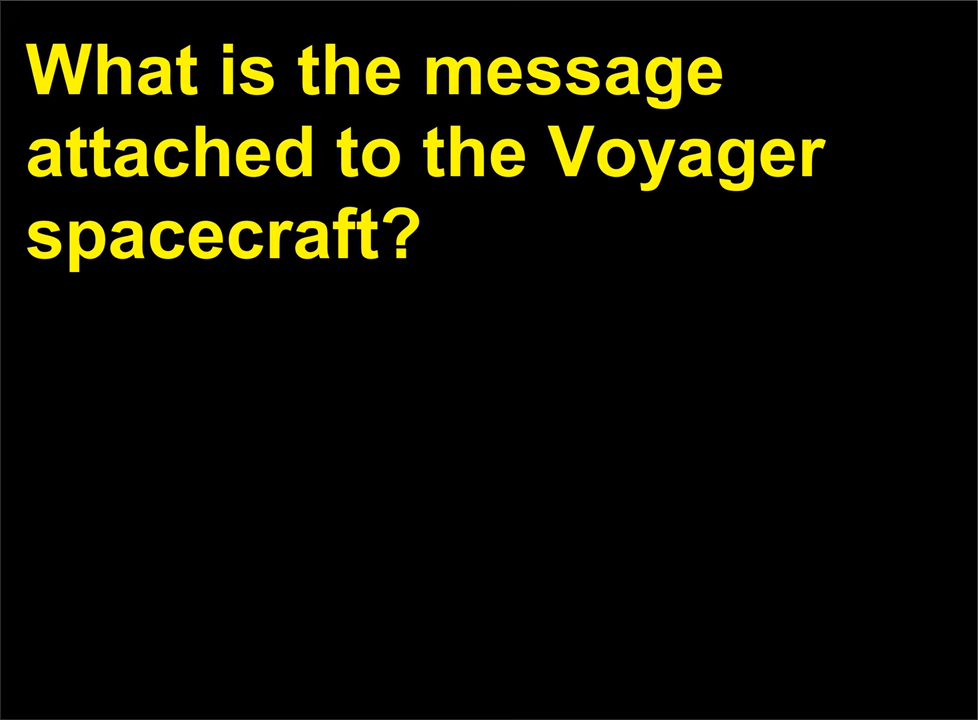 What is the message
attached to the Voyager
spacecraft?